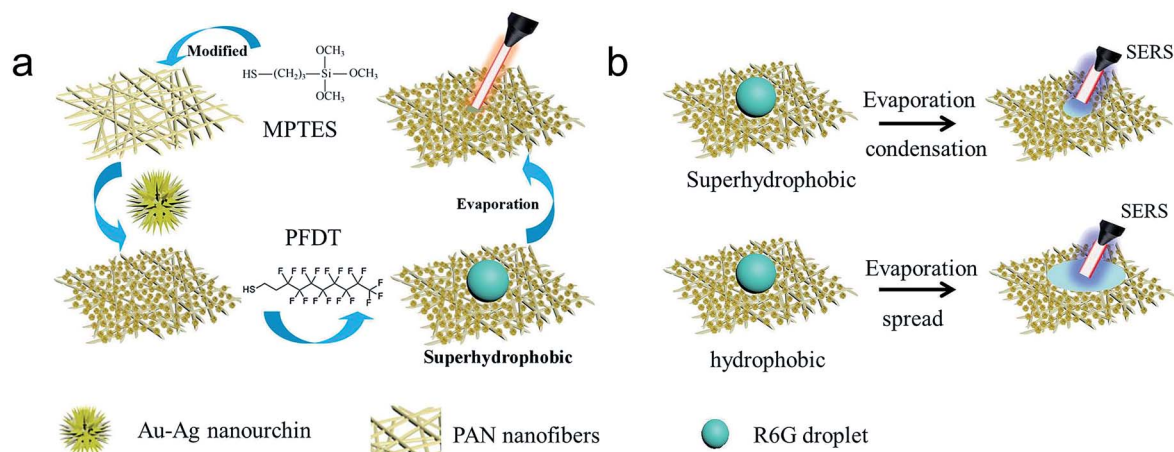 a
Modified
OCH3
HS—(CH2)3—Si—OCH3
OCH3
MPTES
Evaporation
PFDT
F F F F F F F F
HS
F
F
F F F F F F F F
F
Superhydrophobic
b
SERS
Evaporation
condensation
Superhydrophobic
SERS
Evaporation
spread
hydrophobic
Au-Ag nanourchin
PAN nanofibers
R6G droplet